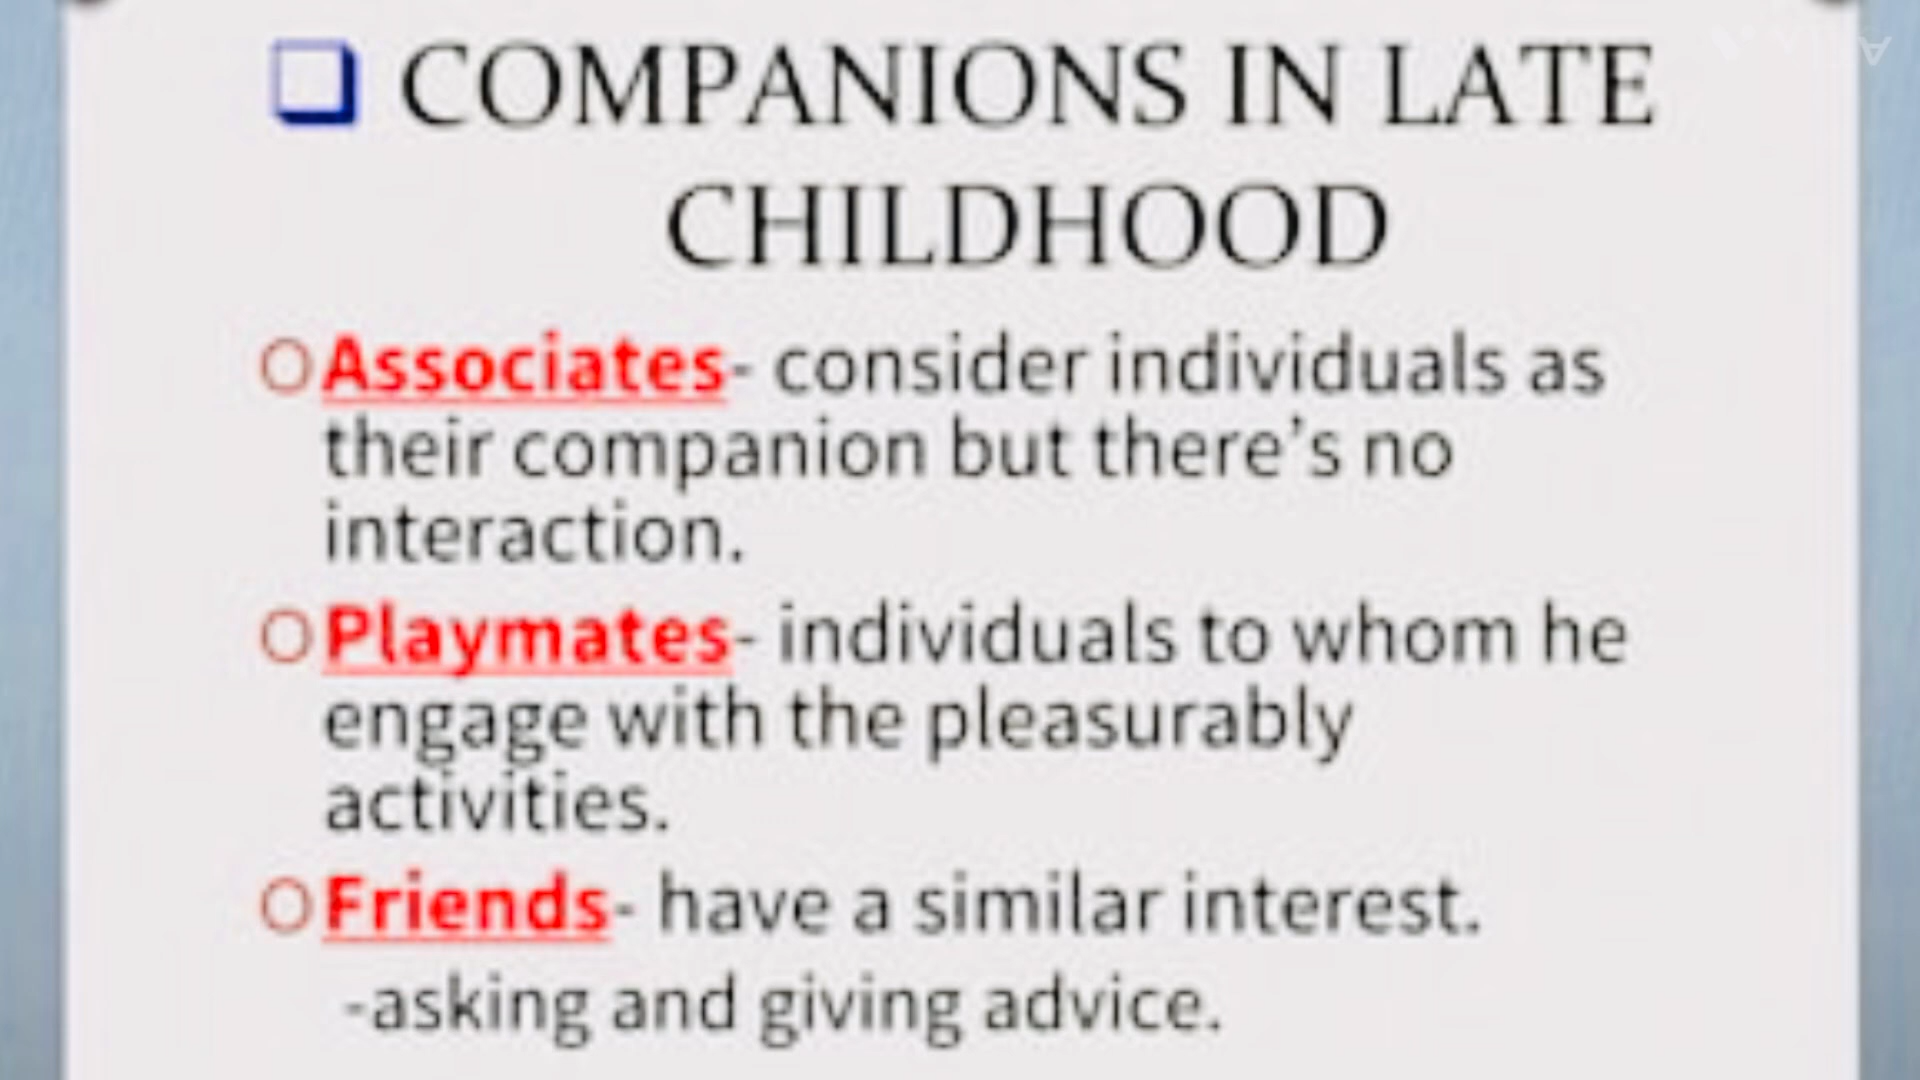 COMPANIONS IN LATE
CHILDHOOD
Associates- consider individuals as
their companion but there's no
interaction.
Playmates- individuals to whom he
engage with the pleasurably
activities.
Friends- have a similar interest.
-asking and giving advice.